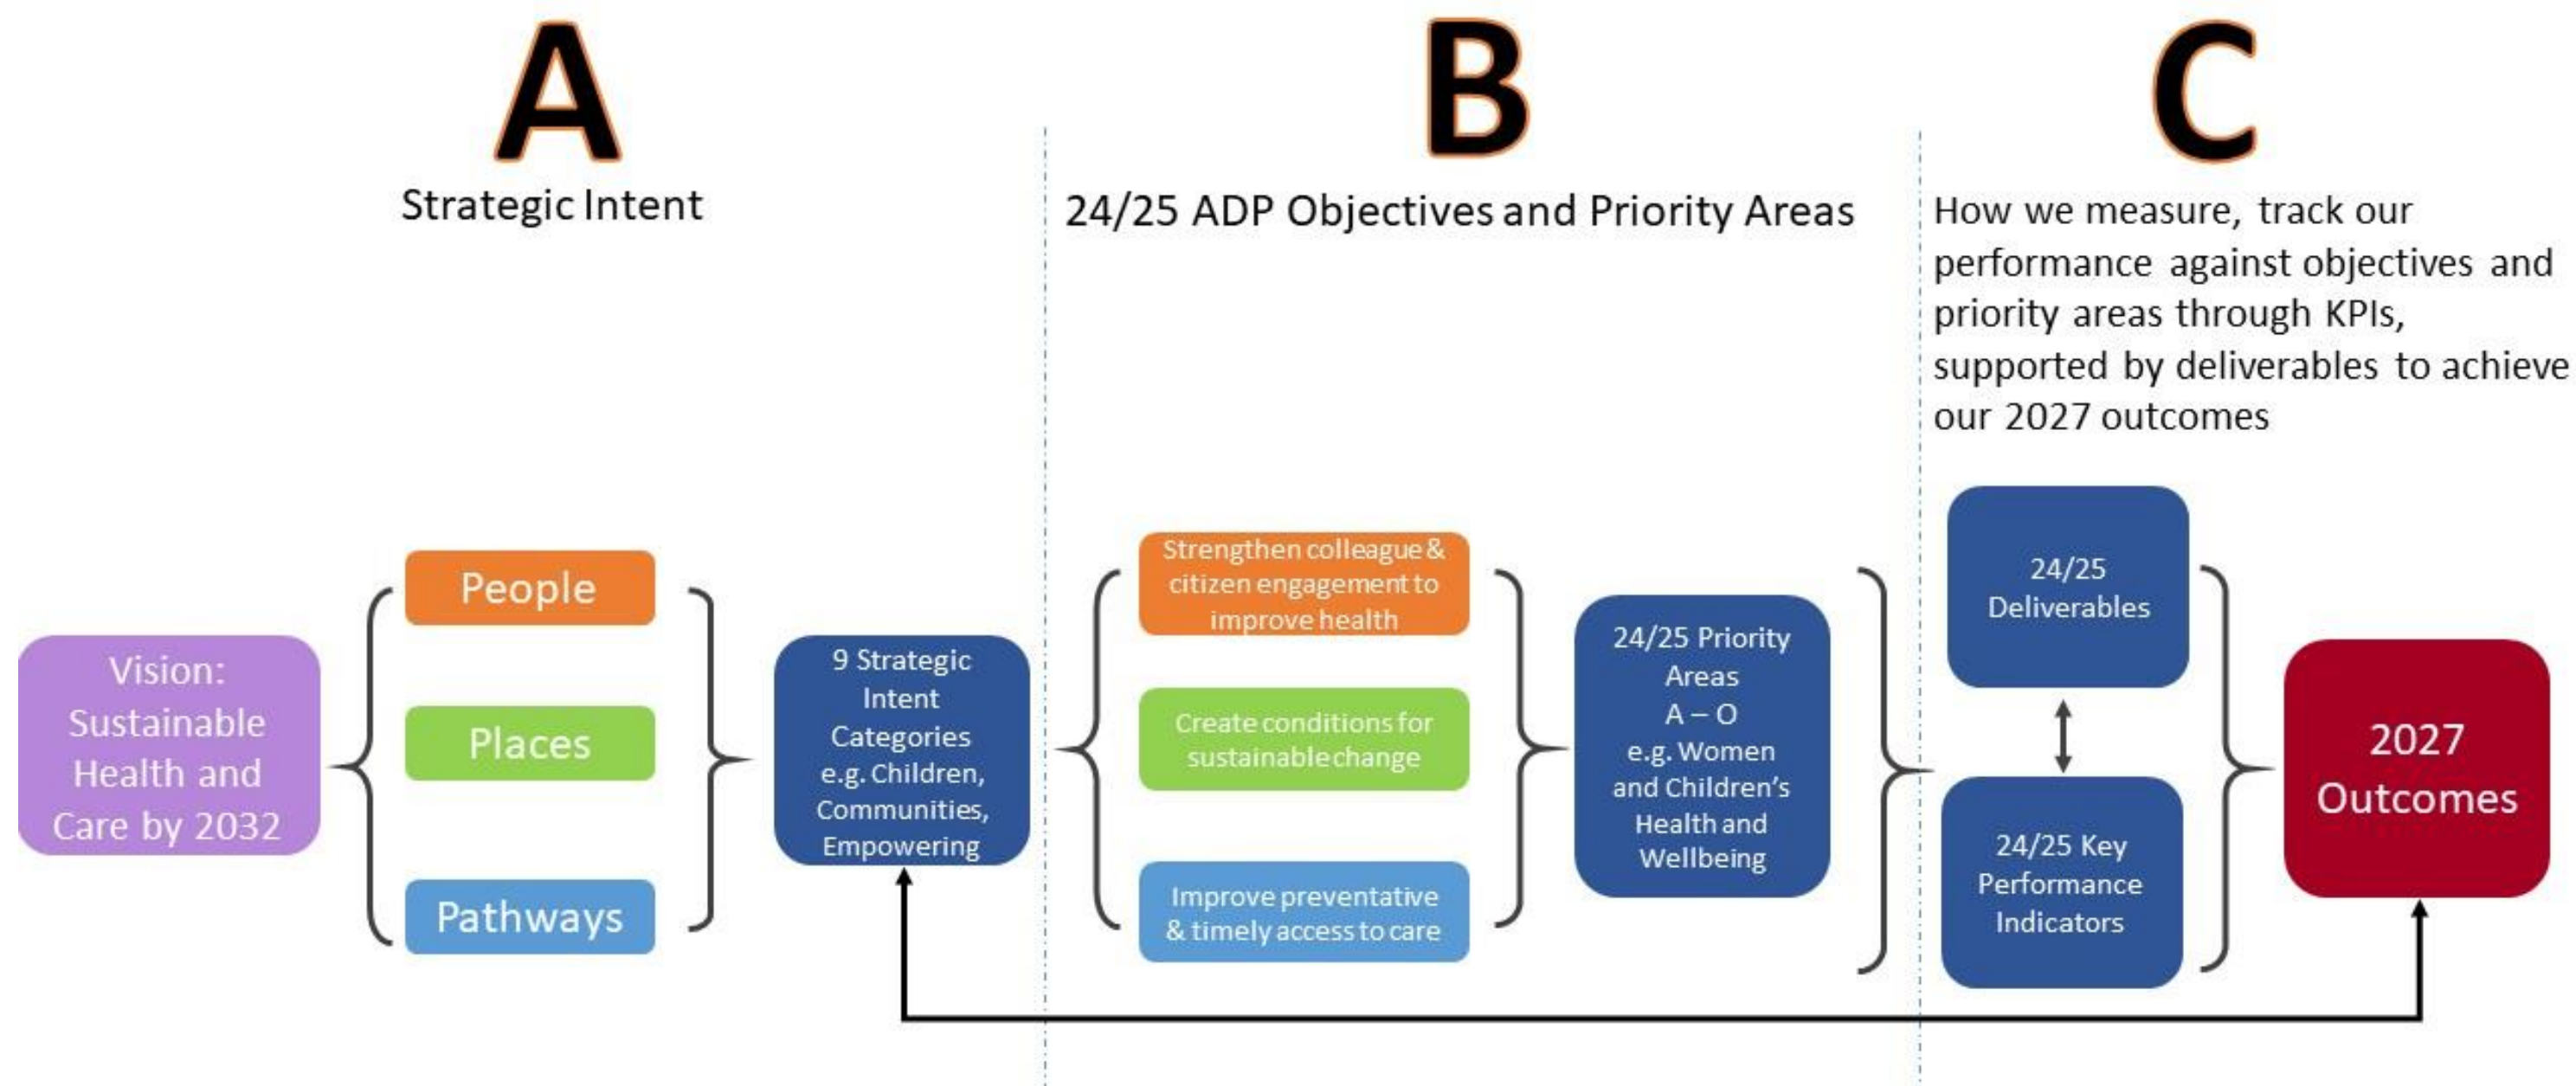 A
Strategic Intent
Vision:
Sustainable
Health and
Care by 2032
People
Places
Pathways
9 Strategic
Intent
Categories
e.g. Children,
Communities,
Empowering
B
24/25 ADP Objectives and Priority Areas
Strengthen colleague &
citizen engagement to
improve health
Create conditions for
sustainable change
Improve preventative
& timely access to care
24/25 Priority
Areas
A – O
e.g. Women
and Children's
Health and
Wellbeing
C
How we measure, track our
performance against objectives and
priority areas through KPIs,
supported by deliverables to achieve
our 2027 outcomes
24/25
Deliverables
24/25 Key
Performance
Indicators
2027
Outcomes